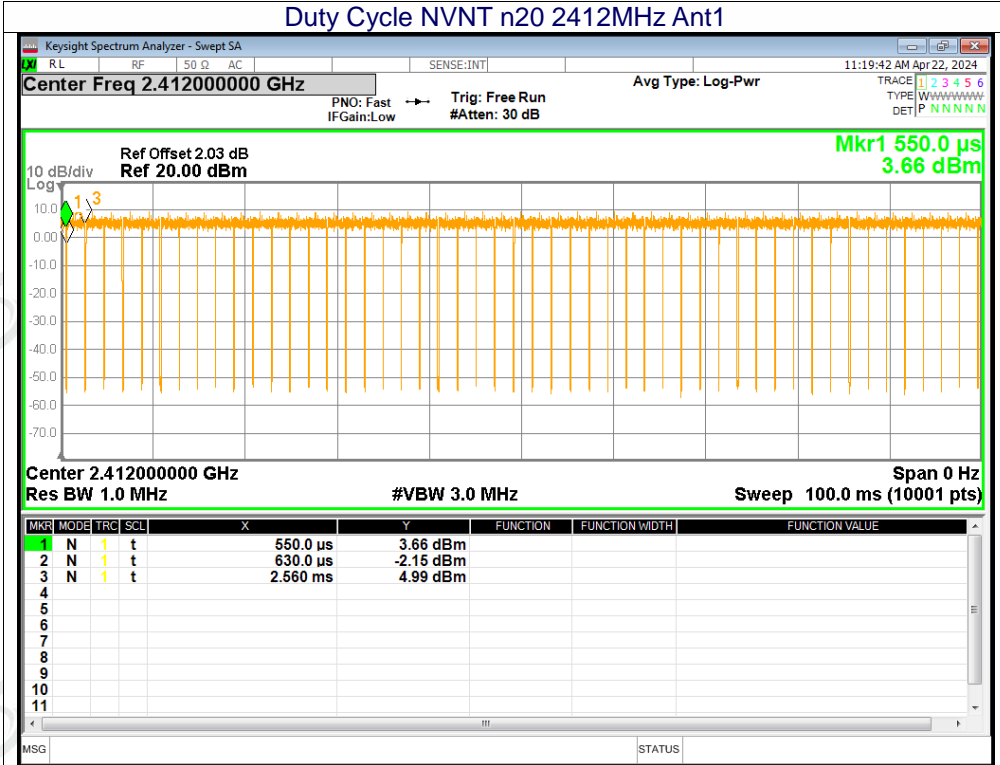 Duty Cycle NVNT n20 2412MHz Ant1
Keysight Spectrum Analyzer - Swept SA
LXI RL RF 50 Ω AC SENSE:INT 11:19:42 AM Apr 22, 2024
Center Freq 2.412000000 GHz Avg Type: Log-Pwr TRACE 1 2 3 4 5 6
PNO: Fast Trig: Free Run TYPE W W W W W W
IFGain:Low #Atten: 30 dB DET P N N N N N
Mkr1 550.0 µs
3.66 dBm
Ref Offset 2.03 dB
10 dB/div Ref 20.00 dBm
Log
1 3
10.0
0.00
-10.0
-20.0
-30.0
-40.0
-50.0
-60.0
-70.0
Center 2.412000000 GHz Span 0 Hz
Res BW 1.0 MHz #VBW 3.0 MHz Sweep 100.0 ms (10001 pts)
MKR MODE TRC SCL X Y FUNCTION FUNCTION WIDTH FUNCTION VALUE
1 N 1 t 550.0 µs 3.66 dBm
2 N 1 t 630.0 µs -2.15 dBm
3 N 1 t 2.560 ms 4.99 dBm
4
5
6
7
8
9
10
11
MSG STATUS